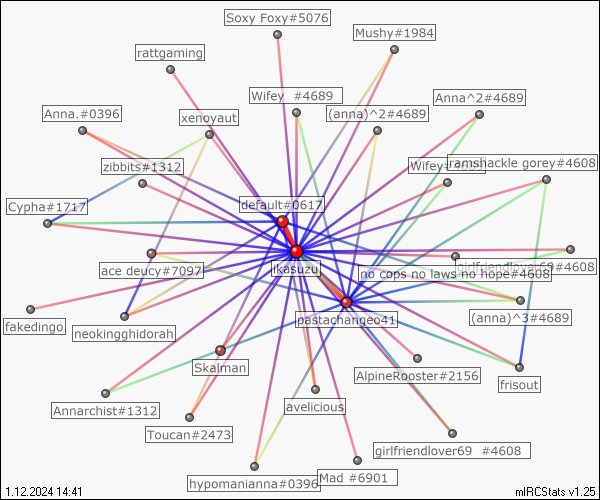 Soxy Foxy#5076
Mushy#1984
rattgaming
Wifey #4689
Anna^2#4689
Anna.#0396
xenoyaut
(anna)^2#4689
zibbits#1312
Wifey
ramshackle gorey#4608
Cypha#1717
default#0617
ikasuzu
ace deucy#7097
girlfriendlover69#4608
no cops no laws no hope#4608
fakedingo
neokingghidorah
pastachangeo41
(anna)^3#4689
Skalman
AlpineRooster#2156
frisout
Annarchist#1312
avelicious
Toucan#2473
girlfriendlover69 #4608
hypomanianna#0396
Mad #6901
1.12.2024 14:41
mIRCStats v1.25